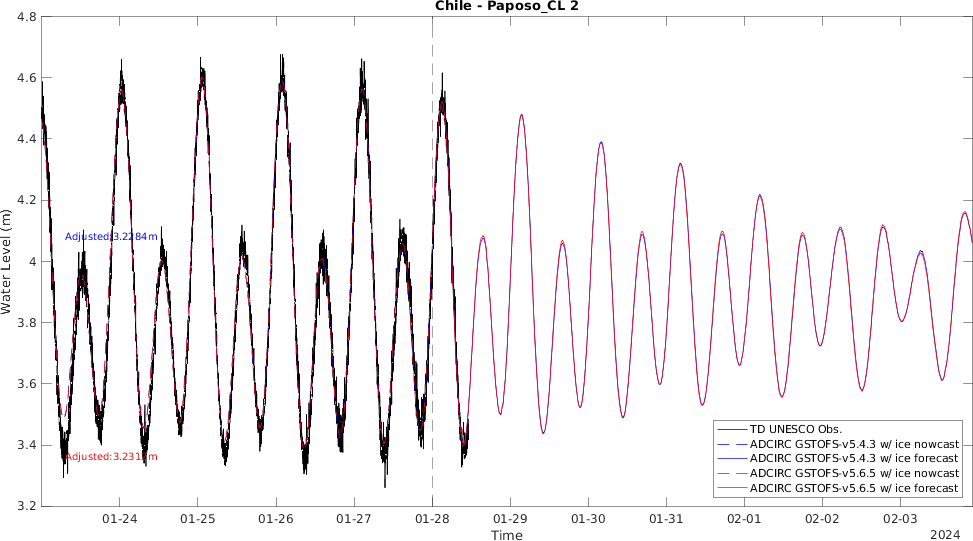 Chile - Paposo_CL 2
4.8
4.6
4.4
4.2
4
3.8
3.6
3.4
3.2
Water Level (m)
Adjusted:3.2284m
TD UNESCO Obs.
ADCIRC GSTOFS-v5.4.3 w/ ice nowcast
ADCIRC GSTOFS-v5.4.3 w/ ice forecast
ADCIRC GSTOFS-v5.6.5 w/ ice nowcast
ADCIRC GSTOFS-v5.6.5 w/ ice forecast
01-24
01-25
01-26
01-27
01-28
01-29
01-30
01-31
02-01
02-02
02-03
Time
2024